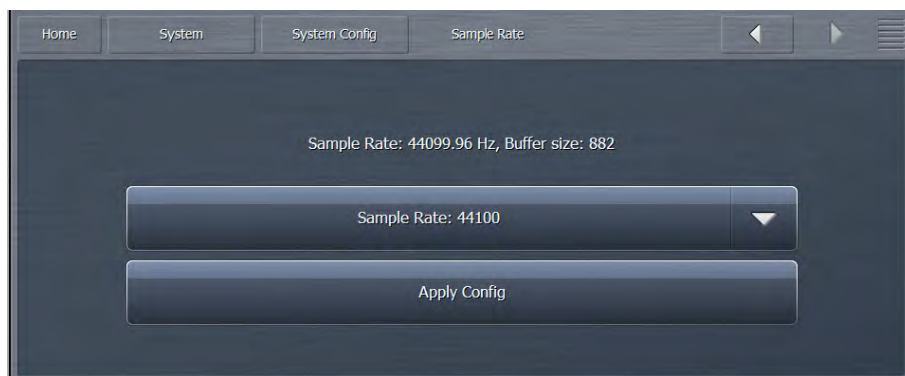 Home System System Config Sample Rate
Sample Rate: 44099.96 Hz, Buffer size: 882
Sample Rate: 44100
Apply Config